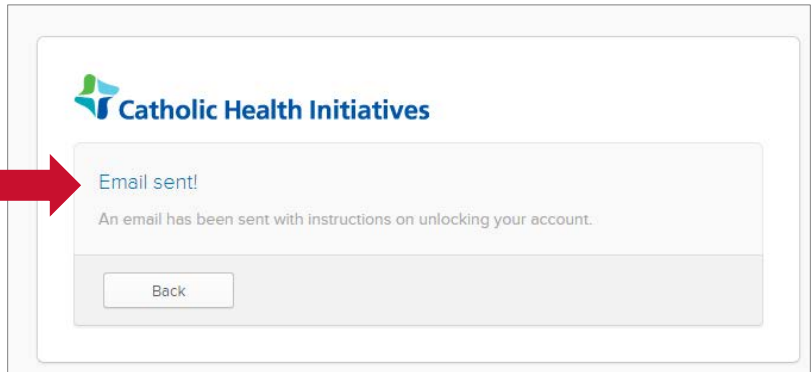 Catholic Health Initiatives
Email sent!
An email has been sent with instructions on unlocking your account.
Back